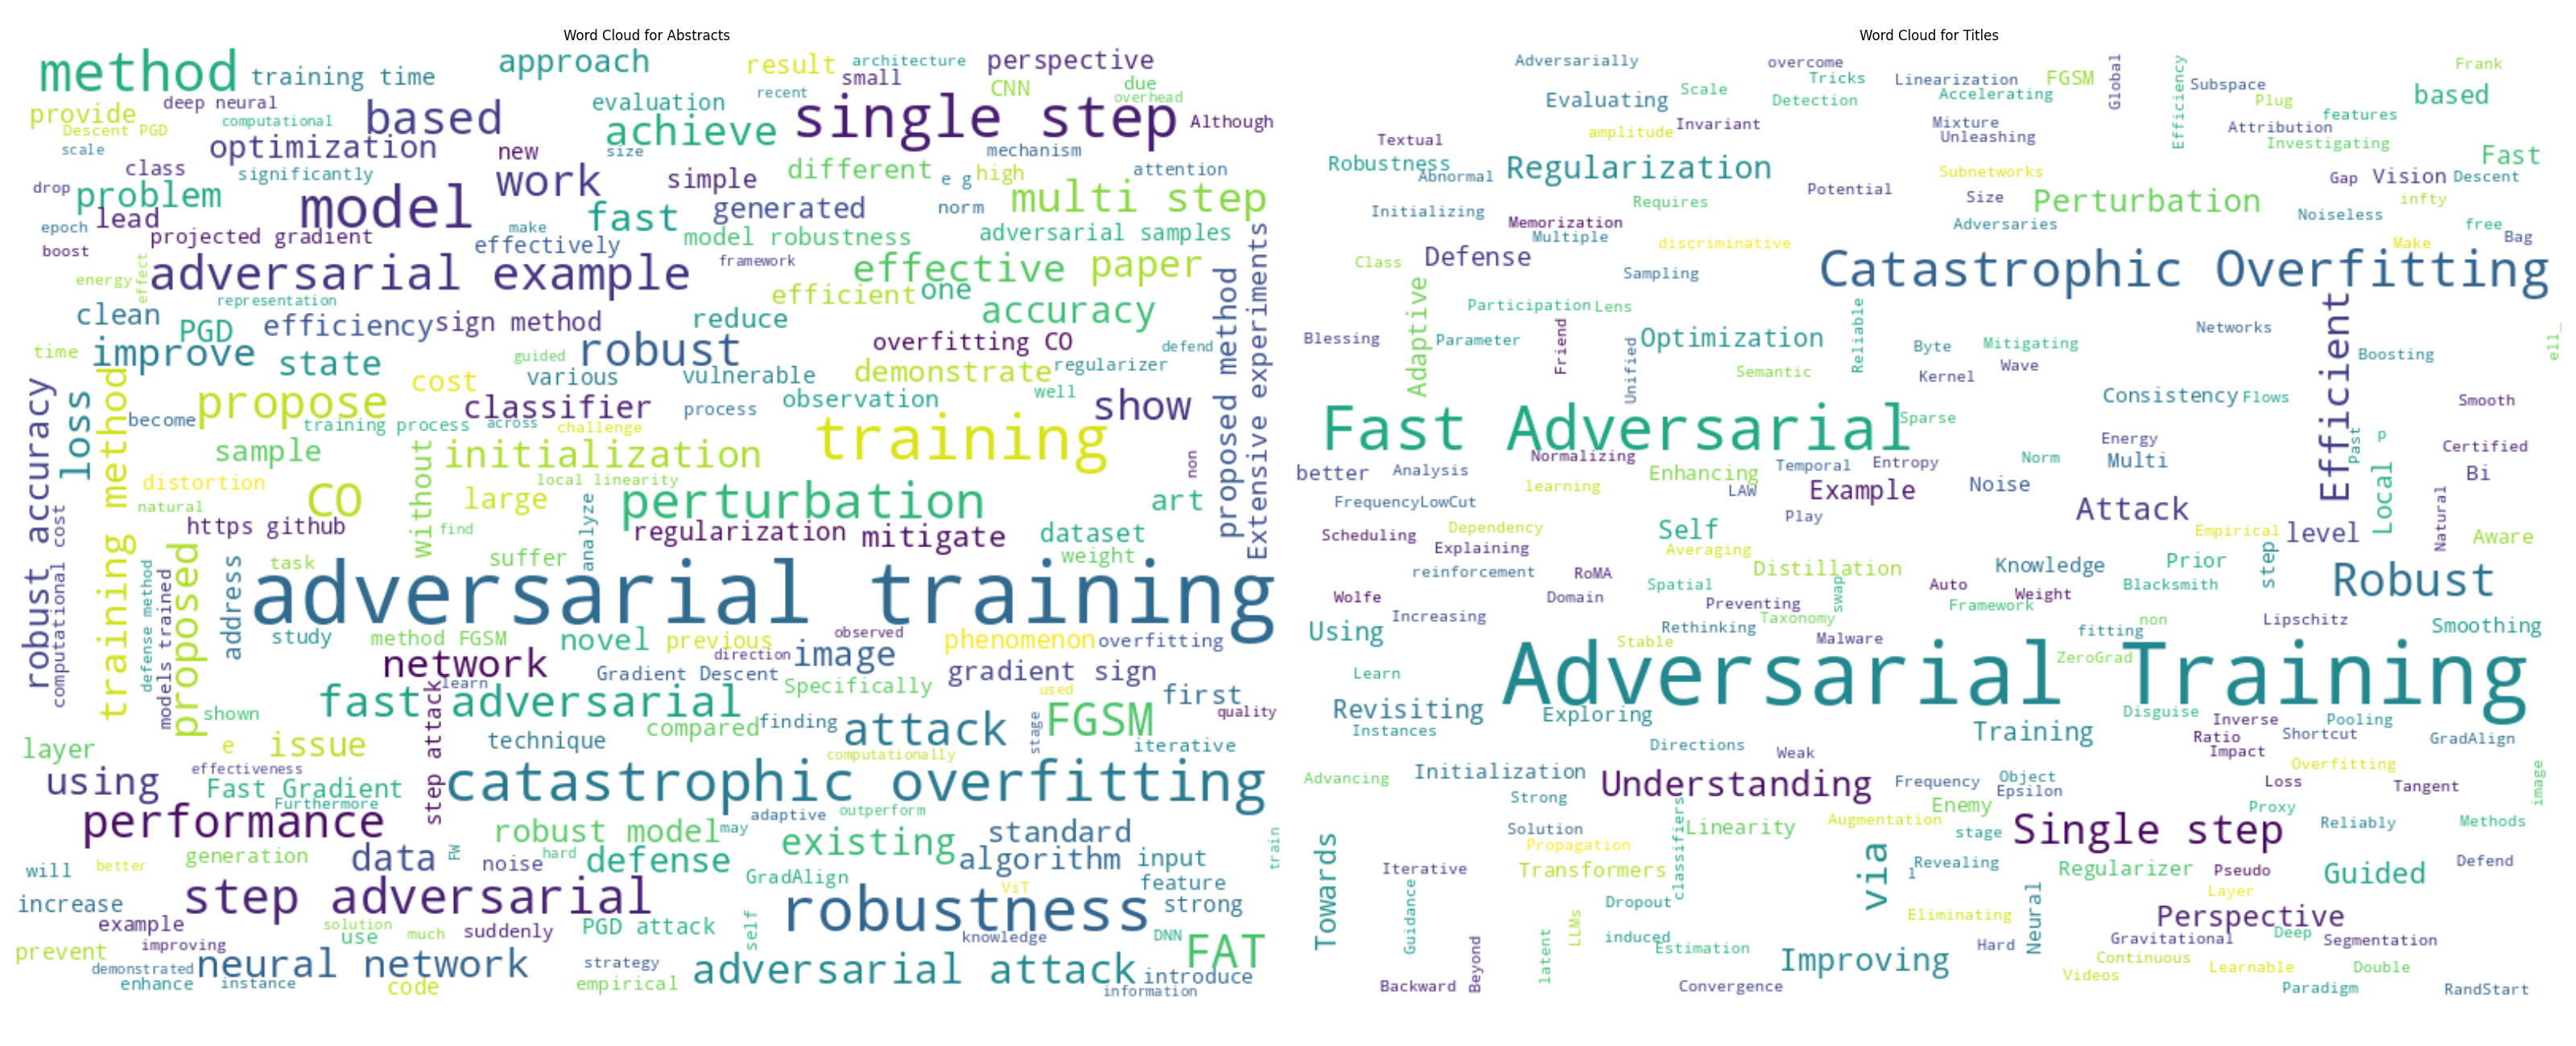 Word Cloud for Abstracts
method
training time
approach
result
architecture
perspective
small
CNN
due
overhead
deep neural
provide
Descent PGD
computational
based
evaluation
recent
achieve
single step
Although
scale
optimization
new
size
mechanism
class
significantly
work
simple
different
e g
high
attention
drop
problem
model
lead
fast
generated
norm
multi step
epoch
projected gradient
make
effectively
model robustness
adversarial samples
boost
energy
effect
adversarial example
framework
effective
paper
representation
efficient
one
clean
PGD
efficiency
sign method
reduce
accuracy
time
improve
state
guided
robust
overfitting CO
defend
cost
various
vulnerable
demonstrate
regularizer
propose
classifier
process
observation
well
show
become
training process
across
challenge
training
sample
initialization
distortion
local linearity
non
natural
CO
without
large
perturbation
art
https github
find
analyze
regularization
mitigate
dataset
weight
suffer
task
robust accuracy
loss
training method
computational cost
defense method
models trained
proposed
address
proposed method
Extensive experiments
adversarial training
study
method FGSM
novel
previous
observed
phenomenon
overfitting
network
direction
image
gradient sign
learn
Gradient Descent
Specifically
used
first
shown
fast adversarial
compared
finding
attack
stage
FGSM
quality
layer
e
issue
step attack
technique
computationally
iterative
using
effectiveness
Fast Gradient
Furthermore
catastrophic overfitting
performance
robust model
may
adaptive
outperform
existing
standard
train
generation
data
FW
noise
hard
defense
algorithm
input
will
better
GradAlign
ViT
feature
increase
step adversarial
robustness
strong
example
solution
use
much
suddenly
PGD attack
self
knowledge
DNN
FAT
prevent
improving
demonstrated
neural network
strategy
adversarial attack
introduce
enhance
instance
code
empirical
information
Word Cloud for Titles
Adversarially
overcome
Tricks
Linearization
FGSM
Global
Efficiency
Subspace
Frank
Evaluating
Scale
Detection
Accelerating
Plug
based
features
Textual
amplitude
Invariant
Mixture
Unleashing
Attribution
Investigating
Robustness
Abnormal
Regularization
Subnetworks
Fast
Potential
Size
Gap
Vision
Descent
Initializing
Requires
Perturbation
infty
Memorization
Multiple
Adversaries
Noiseless
free
Class
Defense
discriminative
Make
Bag
Sampling
Catastrophic Overfitting
Adaptive
Participation
Lens
Blessing
Parameter
Friend
Unified
Optimization
Reliable
Byte
Mitigating
Networks
Boosting
ell_
Semantic
Kernel
Wave
Efficient
Consistency
Flows
Smooth
Fast Adversarial
Sparse
Energy
Past
p
Certified
better
Analysis
Normalizing
Enhancing
Temporal
Entropy
Norm
Multi
Local
Bi
learning
LAW
Example
Noise
FrequencyLowCut
Play
Attack
Natural
Scheduling
Dependency
Self
Empirical
level
Aware
Explaining
Averaging
reinforcement
RoMA
Distillation
Knowledge
Prior
step
Wolfe
Domain
Spatial
swap
Auto
Weight
Blacksmith
Robust
Increasing
Preventing
Taxonomy
Framework
Using
Rethinking
Malware
fitting
non
Lipschitz
Smoothing
Stable
Adversarial Training
ZeroGrad
Learn
Revisiting
Exploring
Disguise
Inverse
Pooling
Instances
Directions
Weak
Training
Ratio
Impact
Shortcut
GradAlign
Advancing
Initialization
Understanding
Frequency
Object
Epsilon
Loss
Overfitting
Tangent
image
Strong
classifiers
Enemy
Proxy
Solution
Linearity
Augmentation
stage
Single step
Reliably
Methods
Propagation
Towards
Iterative
Transformers
via
Revealing
l
Regularizer
Pseudo
Guided
Defend
Guidance
Dropout
Layer
LLMs
Eliminating
Neural
Perspective
induced
Estimation
Hard
Gravitational
Deep
Segmentation
Beyond
latent
Improving
Continuous
Videos
Learnable
Double
Backward
Convergence
Paradigm
RandStart